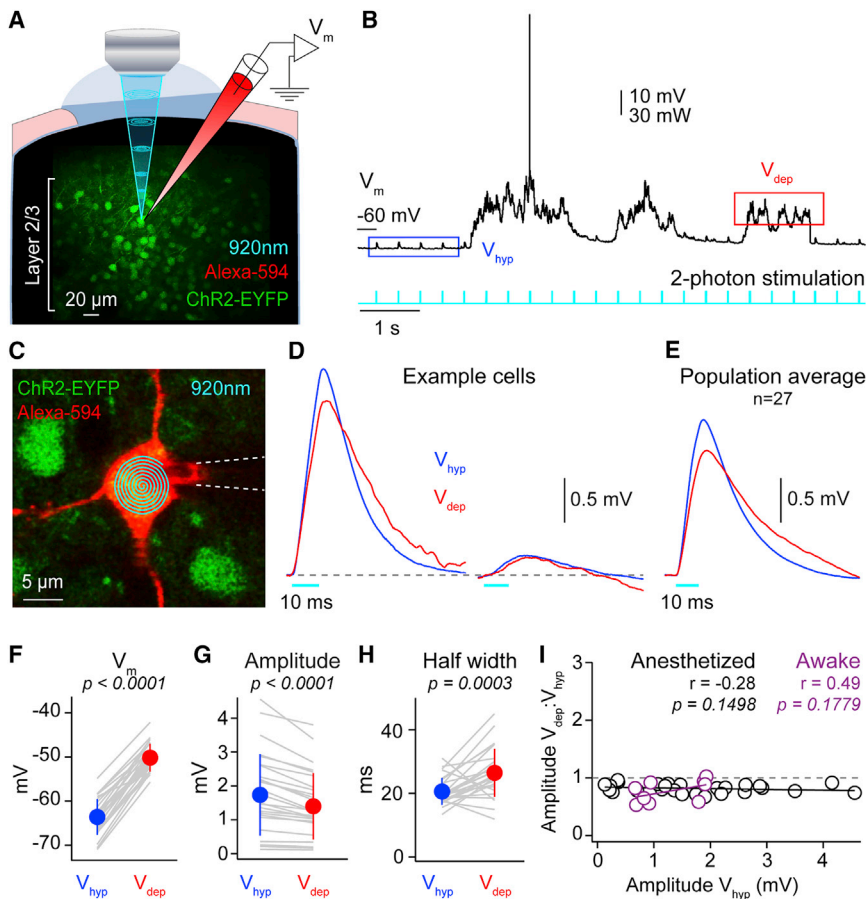 A
Vm
Layer 2/3
920nm
Alexa-594
20 µm
ChR2-EYFP
B
10 mV
30 mW
Vm
-60 mV
Vdep
Vhyp
2-photon stimulation
1 s
C
ChR2-EYFP
920nm
Alexa-594
5 µm
D
Example cells
Vhyp
Vdep
0.5 mV
10 ms
E
Population average
n=27
0.5 mV
10 ms
F
Vm
p < 0.0001
-40
-50
-60
-70
mV
Vhyp
Vdep
G
Amplitude
p < 0.0001
4
3
2
1
0
mV
Vhyp
Vdep
H
Half width
p = 0.0003
40
20
0
ms
Vhyp
Vdep
I
Anesthetized
Awake
r = -0.28
r = 0.49
p = 0.1498
p = 0.1779
Amplitude Vdep:Vhyp
3
2
1
0
0
1
2
3
4
Amplitude Vhyp (mV)